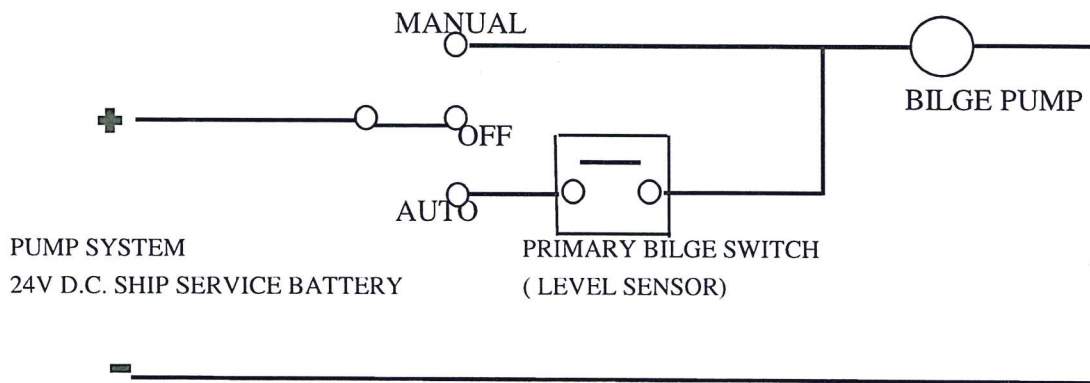 MANUAL
BILGE PUMP
OFF
AUTO
PUMP SYSTEM
24V D.C. SHIP SERVICE BATTERY
PRIMARY BILGE SWITCH
( LEVEL SENSOR)